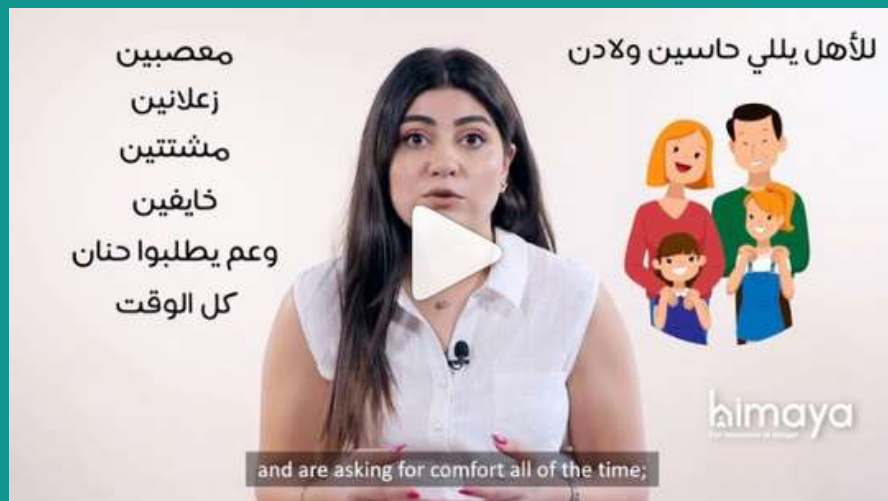 للأهل يللي حاسين ولادن
معصبين
زعلانين
مشتتين
خايفين
وعم يطلبوا حنان
كل الوقت
himaya
and are asking for comfort all of the time;